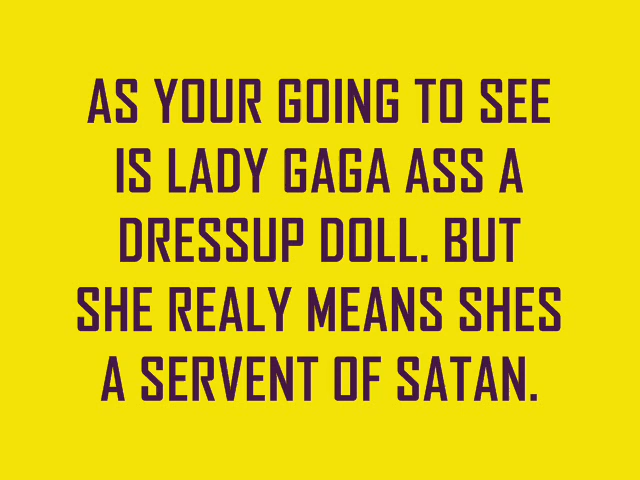 AS YOUR GOING TO SEE
IS LADY GAGA ASS A
DRESSUP DOLL. BUT
SHE REALY MEANS SHES
A SERVENT OF SATAN.